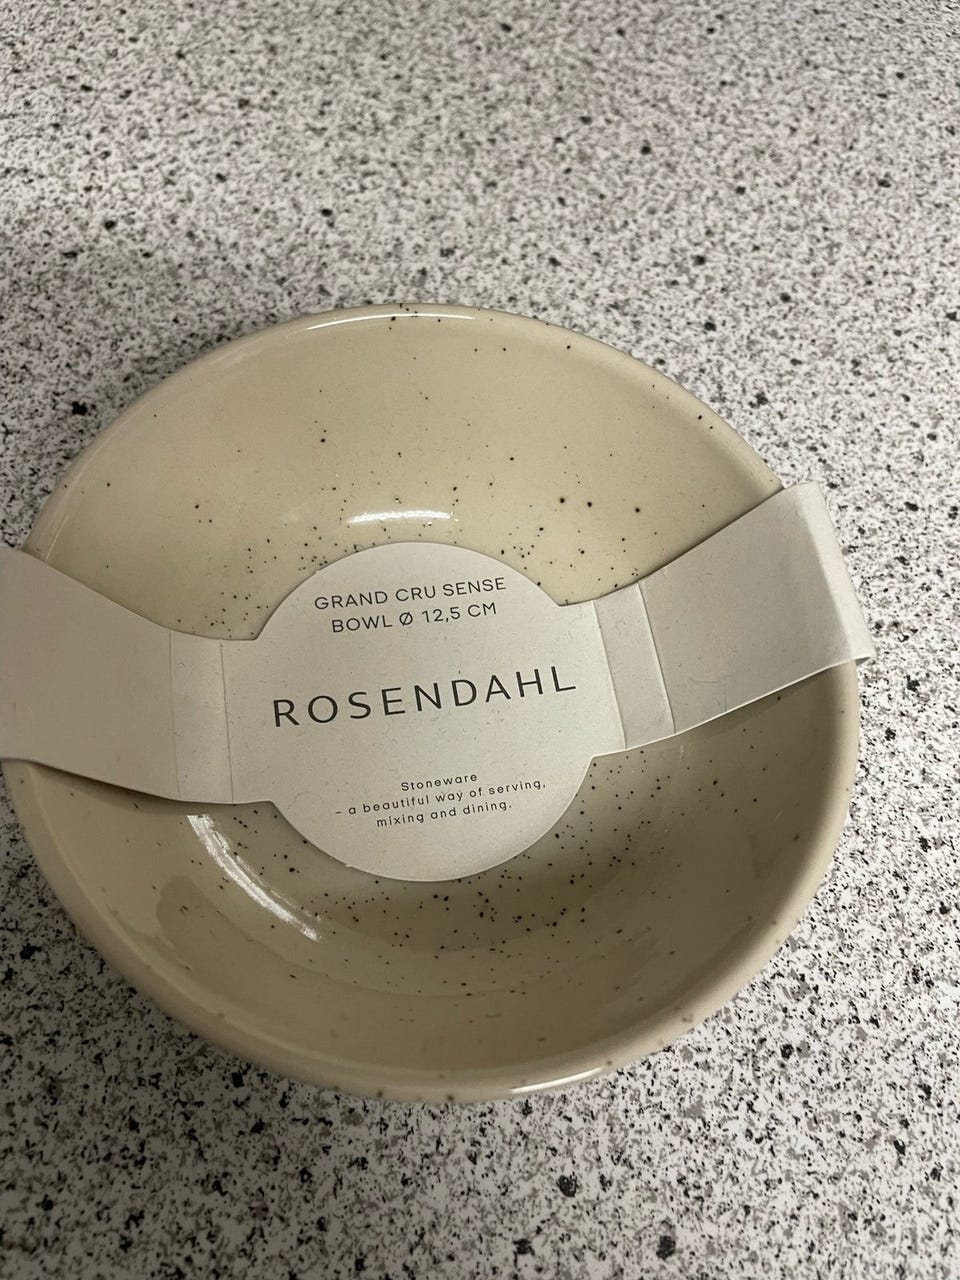 GRAND CRU SENSE
BOWL Ø 12,5 CM
ROSENDAHL
Stoneware
– a beautiful way of serving,
mixing and dining.